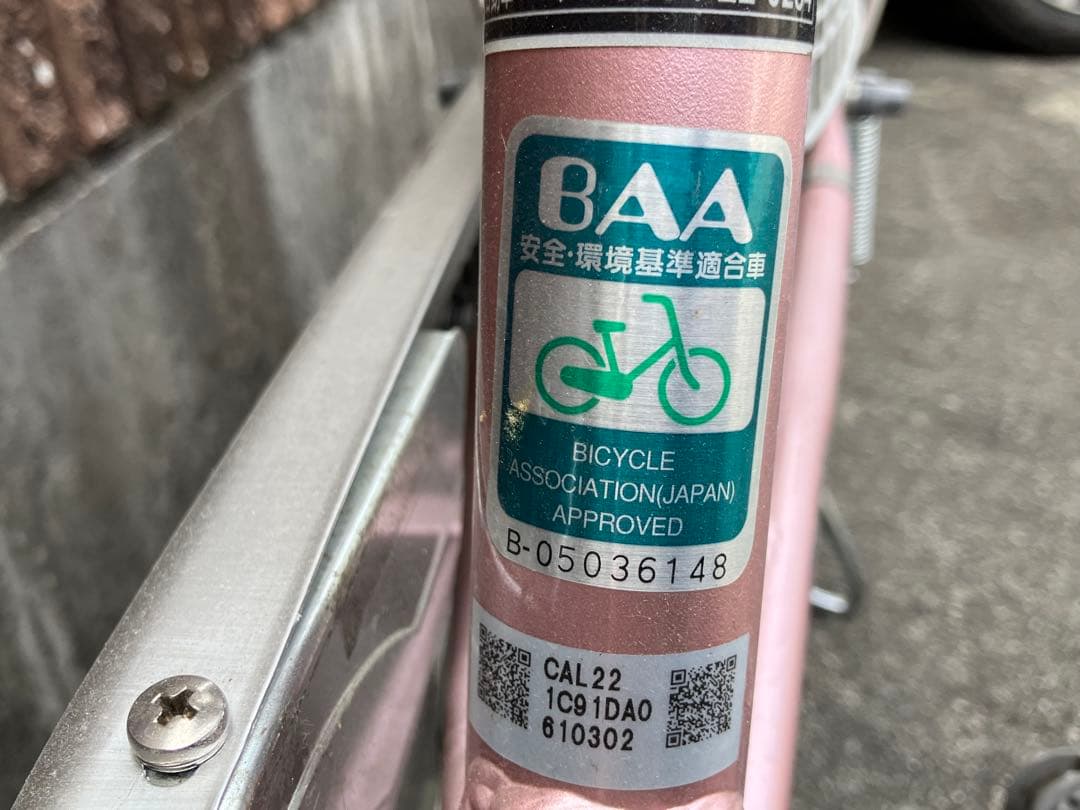 BAA
安全・環境基準適合車
BICYCLE
ASSOCIATION(JAPAN)
APPROVED
B-05036148
CAL22
1C91DA0
610302